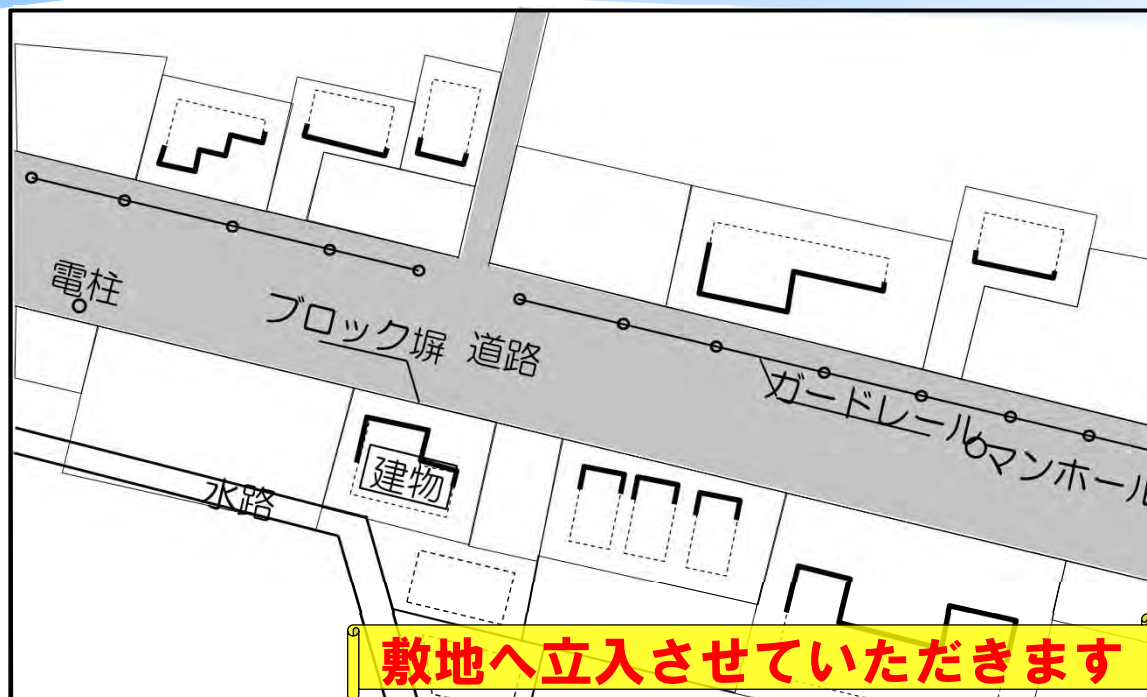 電柱
ブロック塀 道路
ガードレール
マンホール
建物
水路
敷地へ立入させていただきます